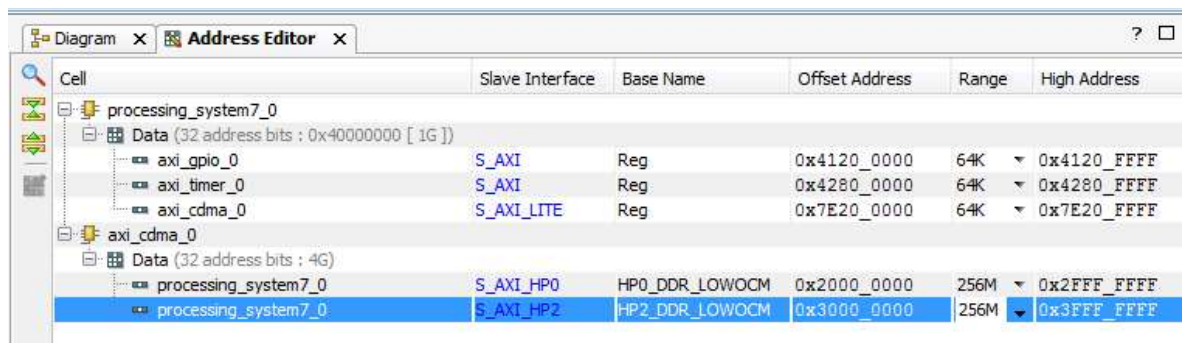 Diagram X Address Editor X ?
Cell Slave Interface Base Name Offset Address Range High Address
processing_system7_0
Data (32 address bits : 0x40000000 [ 1G ])
axi_gpio_0 S_AXI Reg 0x4120_0000 64K 0x4120_FFFF
axi_timer_0 S_AXI Reg 0x4280_0000 64K 0x4280_FFFF
axi_cdma_0 S_AXI_LITE Reg 0x7E20_0000 64K 0x7E20_FFFF
axi_cdma_0
Data (32 address bits : 4G)
processing_system7_0 S_AXI_HP0 HP0_DDR_LOWOCM 0x2000_0000 256M 0x2FFF_FFFF
processing_system7_0 S_AXI_HP2 HP2_DDR_LOWOCM 0x3000_0000 256M 0x3FFF_FFFF